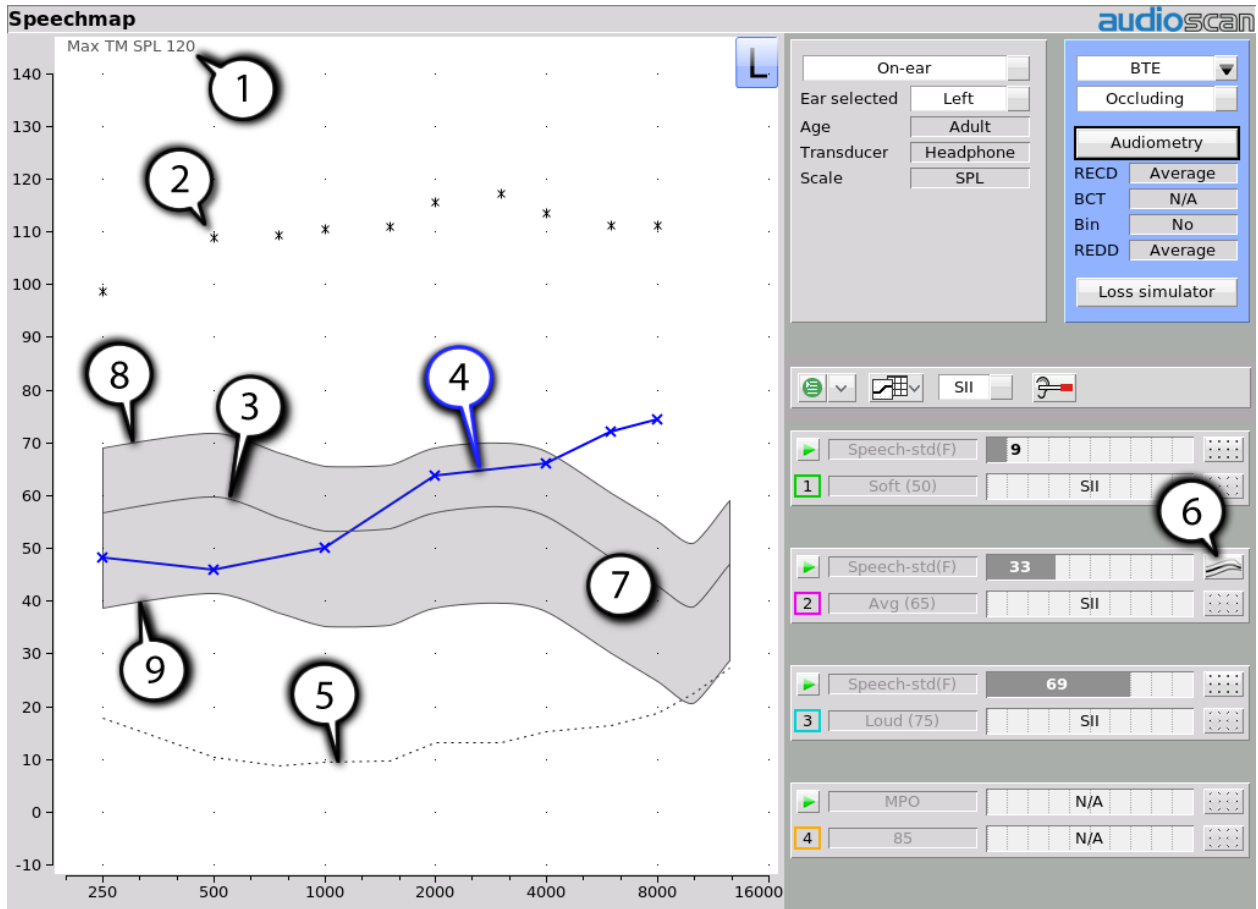 Speechmap
audioscan
Max TM SPL 120
L
140
130
120
110
100
90
80
70
60
50
40
30
20
10
0
-10
250
500
1000
2000
4000
8000
16000
1
2
8
3
4
7
9
5
On-ear
Ear selected Left
Age Adult
Transducer Headphone
Scale SPL
BTE
Occluding
Audiometry
RECD Average
BCT N/A
Bin No
REDD Average
Loss simulator
SII
Speech-std(F) 9
1 Soft (50) SII
6
Speech-std(F) 33
2 Avg (65) SII
Speech-std(F) 69
3 Loud (75) SII
MPO N/A
4 85 N/A